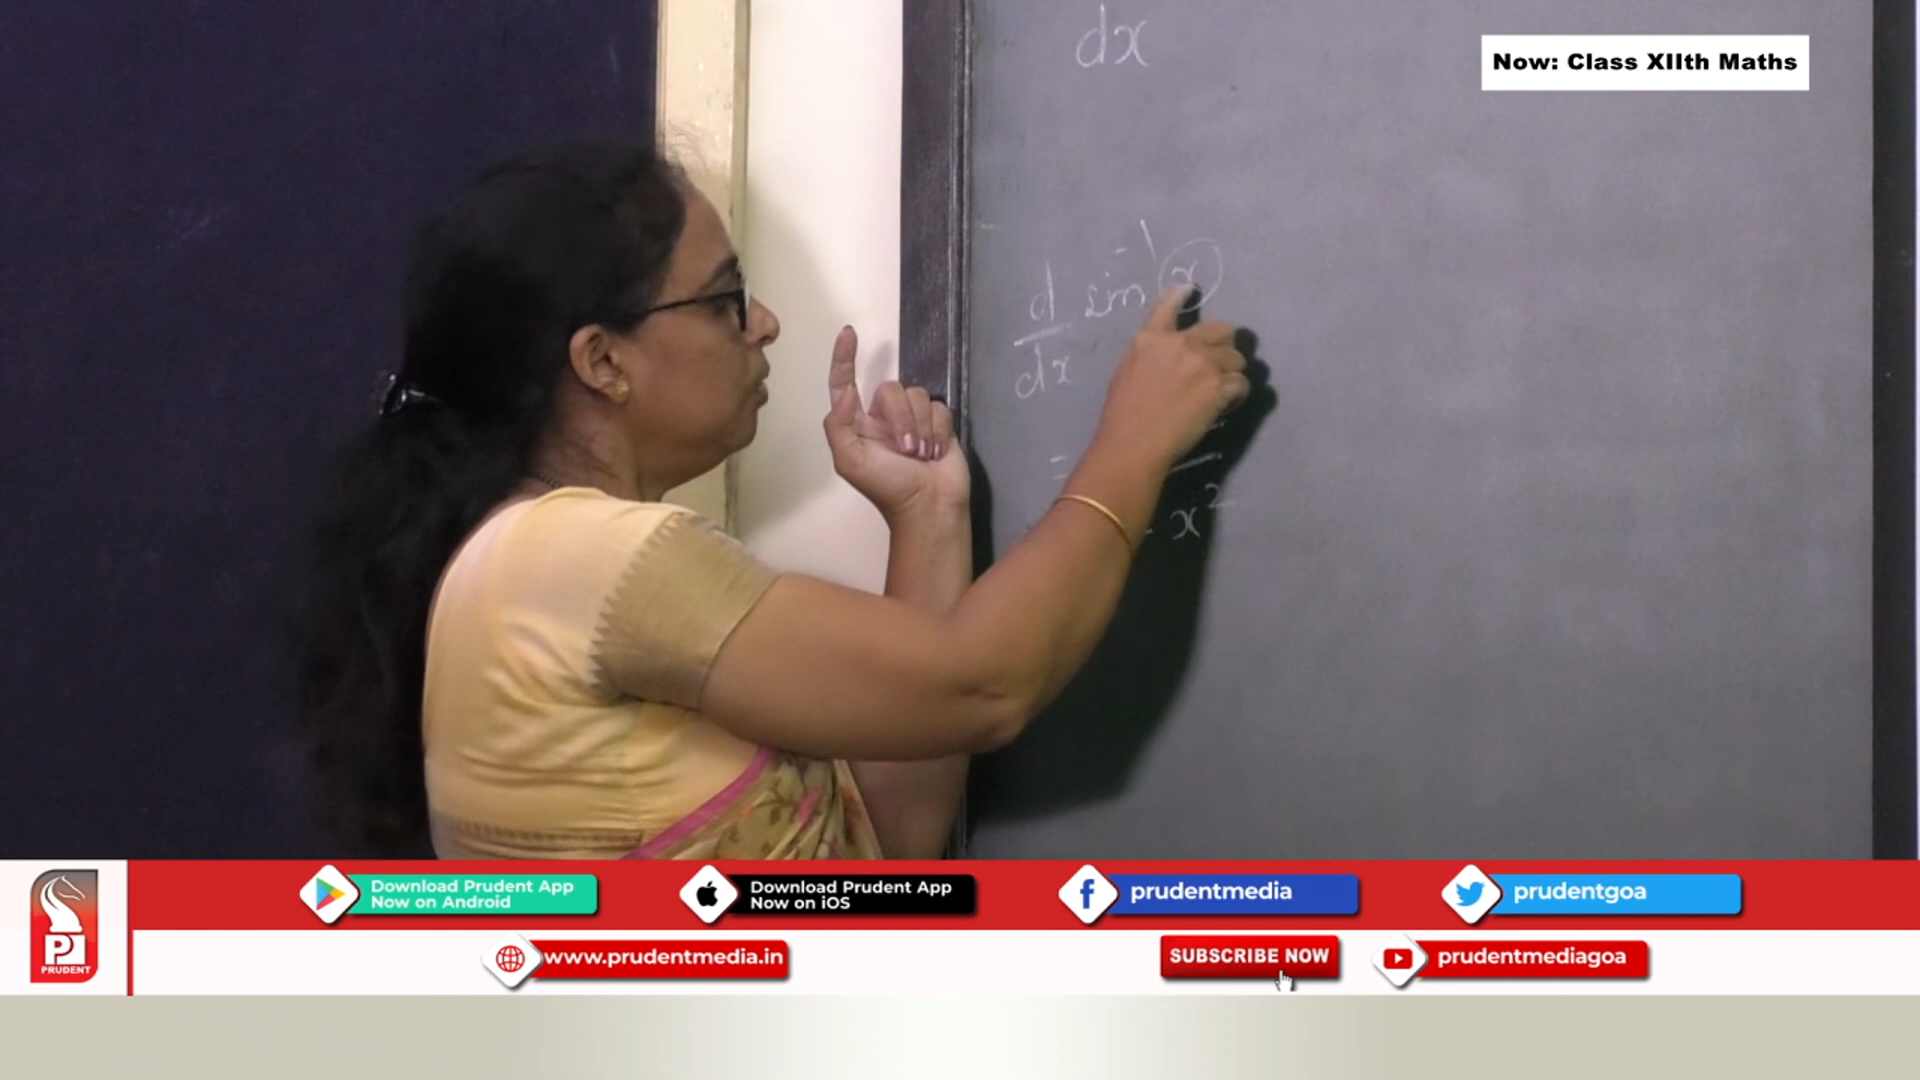 Now: Class XIIth Maths
dx
d sin⁻¹ x
dx
=
- x²
Download Prudent App
Now on Android
Download Prudent App
Now on iOS
prudentmedia
prudentgoa
PRUDENT
www.prudentmedia.in
SUBSCRIBE NOW
prudentmediagoa